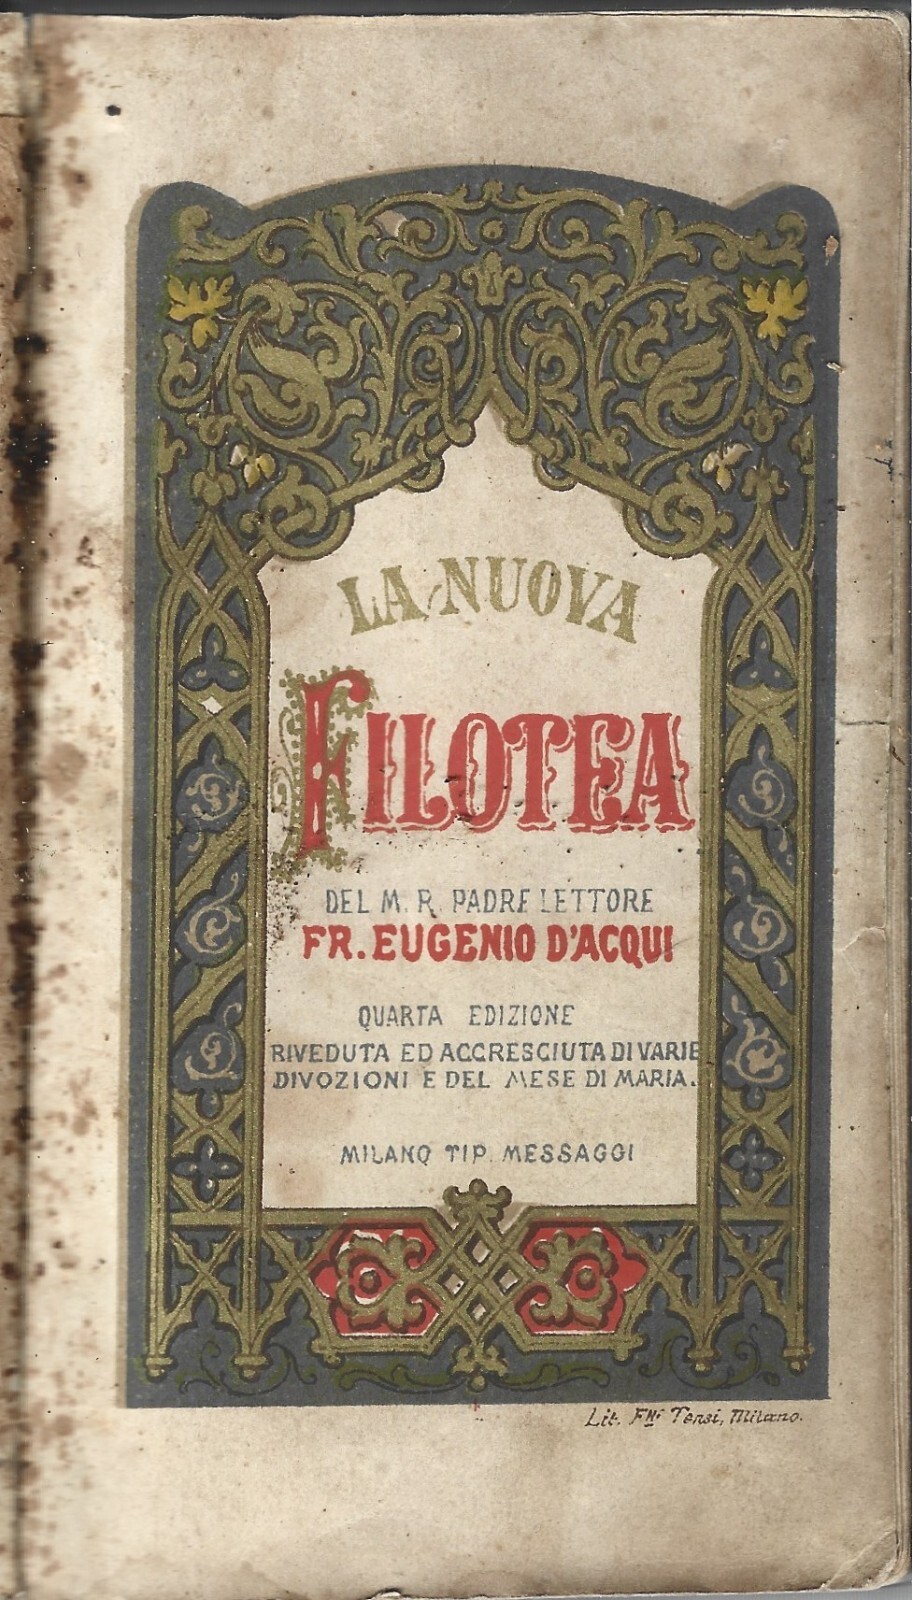 LA NUOVA
FILOTEA
DEL M. R. PADRE LETTORE
FR. EUGENIO D'ACQUI
QUARTA EDIZIONE
RIVEDUTA ED ACCRESCIUTA DI VARIE
DIVOZIONI E DEL MESE DI MARIA.
MILANO TIP. MESSAGGI
Lit. Flli Tensi, Milano.